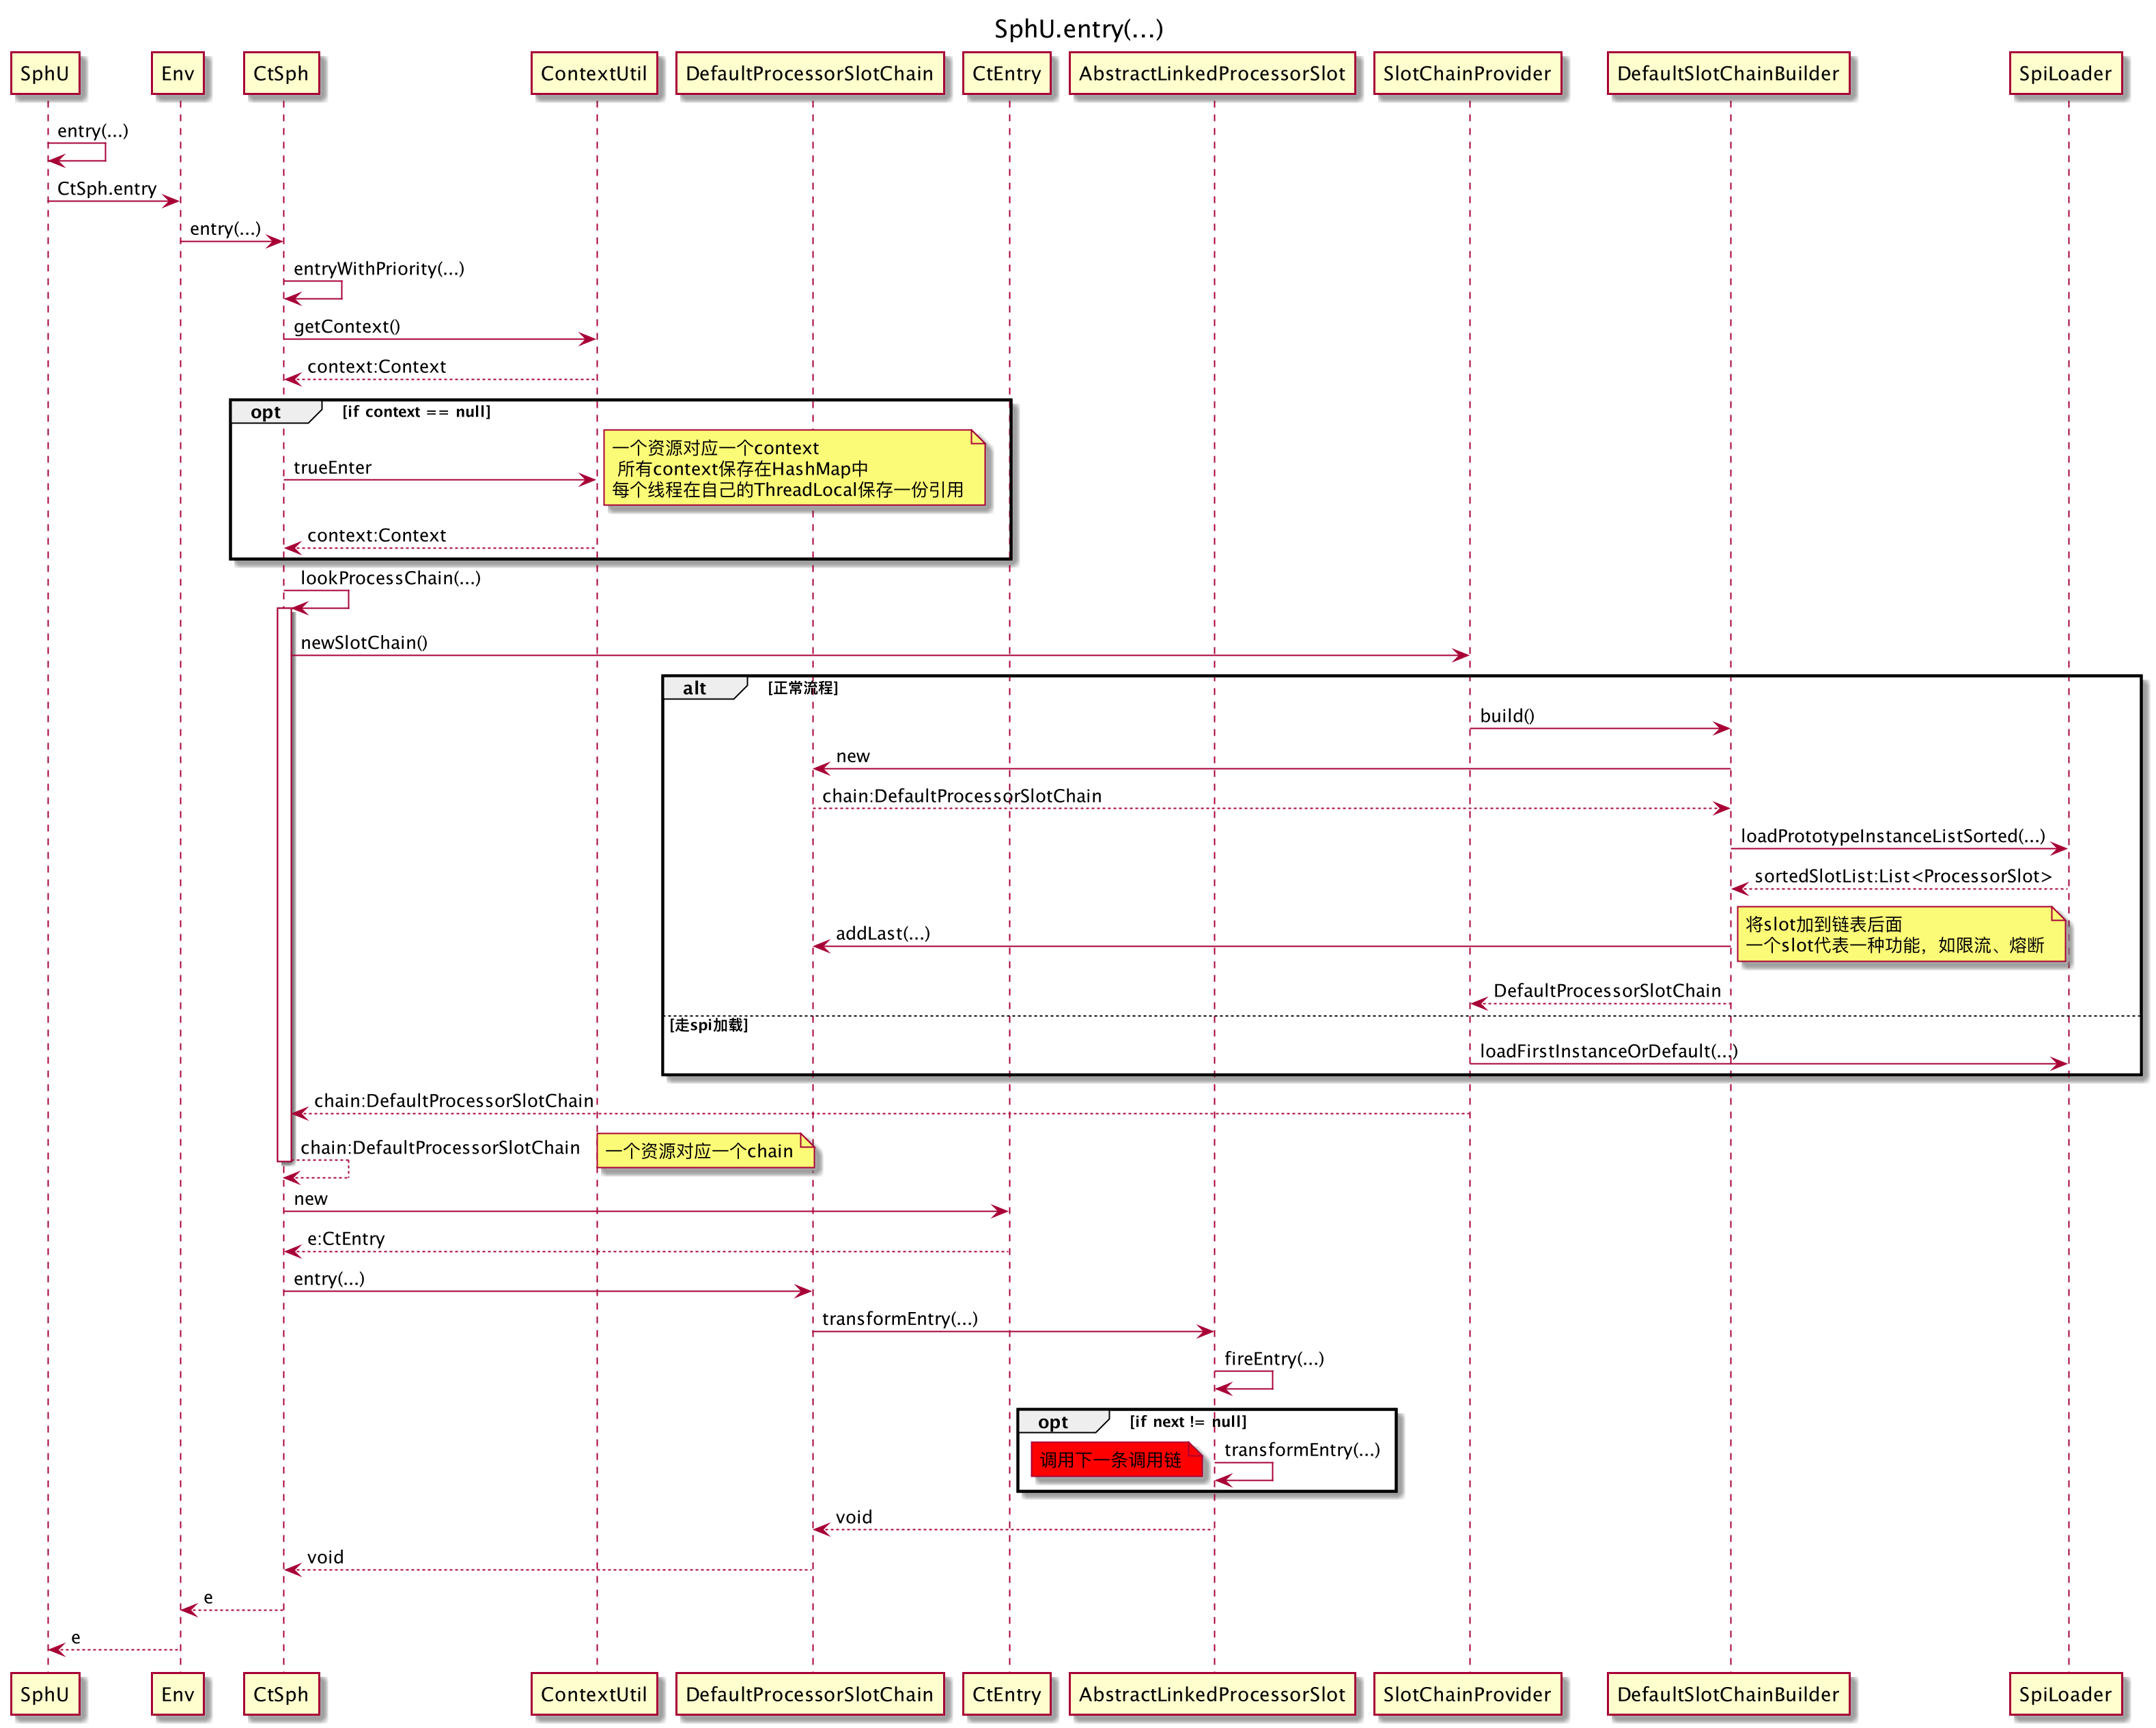 SphU.entry(...)
SphU
Env
CtSph
ContextUtil
DefaultProcessorSlotChain
CtEntry
AbstractLinkedProcessorSlot
SlotChainProvider
DefaultSlotChainBuilder
SpiLoader
entry(...)
CtSph.entry
entry(...)
entryWithPriority(...)
getContext()
context:Context
opt
[if context == null]
一个资源对应一个context
所有context保存在HashMap中
每个线程在自己的ThreadLocal保存一份引用
trueEnter
context:Context
lookProcessChain(...)
newSlotChain()
alt
[正常流程]
build()
new
chain:DefaultProcessorSlotChain
loadPrototypeInstanceListSorted(...)
sortedSlotList:List<ProcessorSlot>
将slot加到链表后面
一个slot代表一种功能，如限流、熔断
addLast(...)
DefaultProcessorSlotChain
[走spi加载]
loadFirstInstanceOrDefault(...)
chain:DefaultProcessorSlotChain
chain:DefaultProcessorSlotChain
一个资源对应一个chain
new
e:CtEntry
entry(...)
transformEntry(...)
fireEntry(...)
opt
[if next != null]
调用下一条调用链
transformEntry(...)
void
void
e
e
SphU
Env
CtSph
ContextUtil
DefaultProcessorSlotChain
CtEntry
AbstractLinkedProcessorSlot
SlotChainProvider
DefaultSlotChainBuilder
SpiLoader